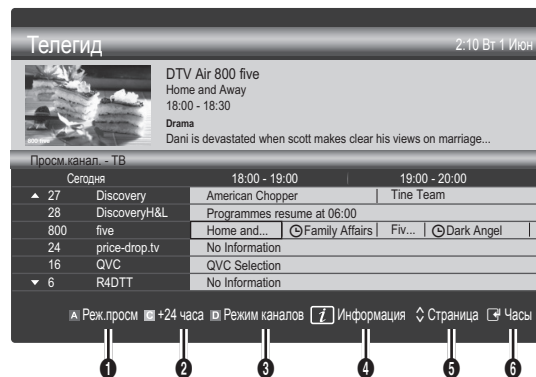 Телегид 2:10 Вт 1 Июн
DTV Air 800 five
Home and Away
18:00 - 18:30
Drama
Dani is devastated when scott makes clear his views on marriage...
800 five
Просм.канал. - ТВ
Сегодня 18:00 - 19:00 19:00 - 20:00
▲ 27 Discovery American Chopper Tine Team
28 DiscoveryH&L Programmes resume at 06:00
800 five Home and... Family Affairs Fiv... Dark Angel
24 price-drop.tv No Information
16 QVC QVC Selection
▼ 6 R4DTT No Information
A Реж.просм C +24 часа D Режим каналов i Информация Страница Часы
1 2 3 4 5 6